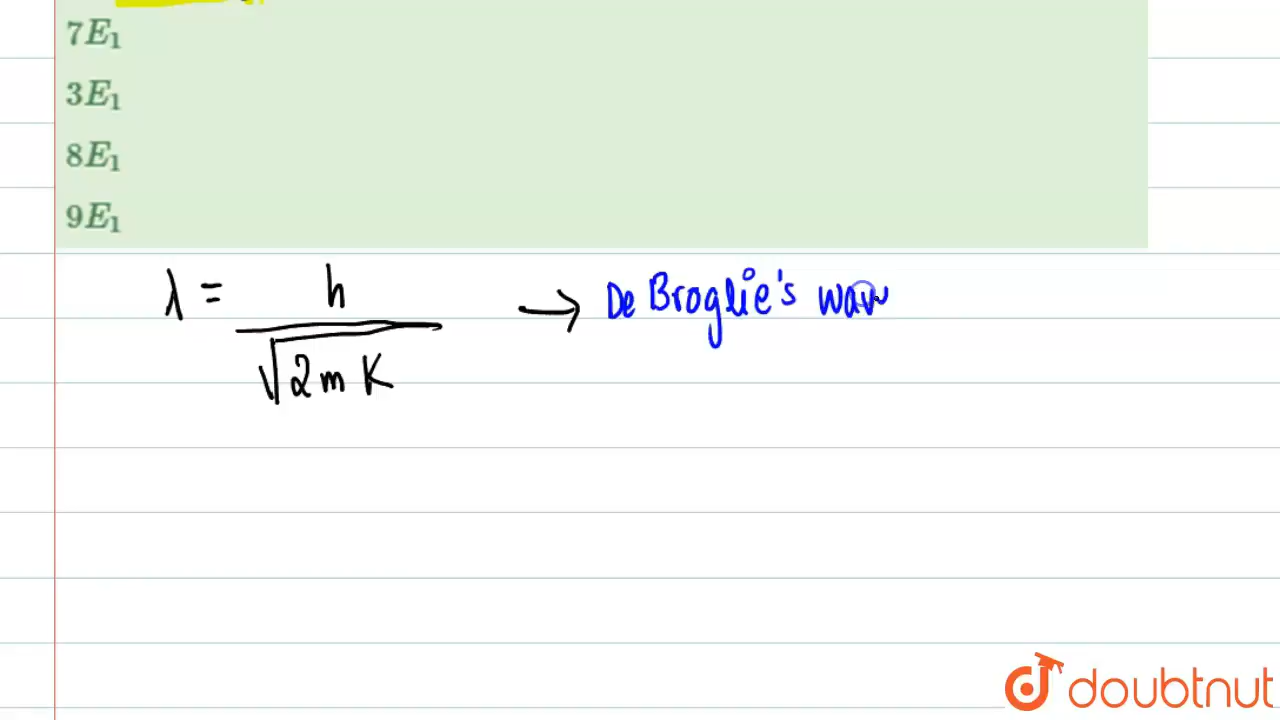 7E₁
3E₁
8E₁
9E₁
λ = h / √2mK → De Broglie's wav
doubtnut